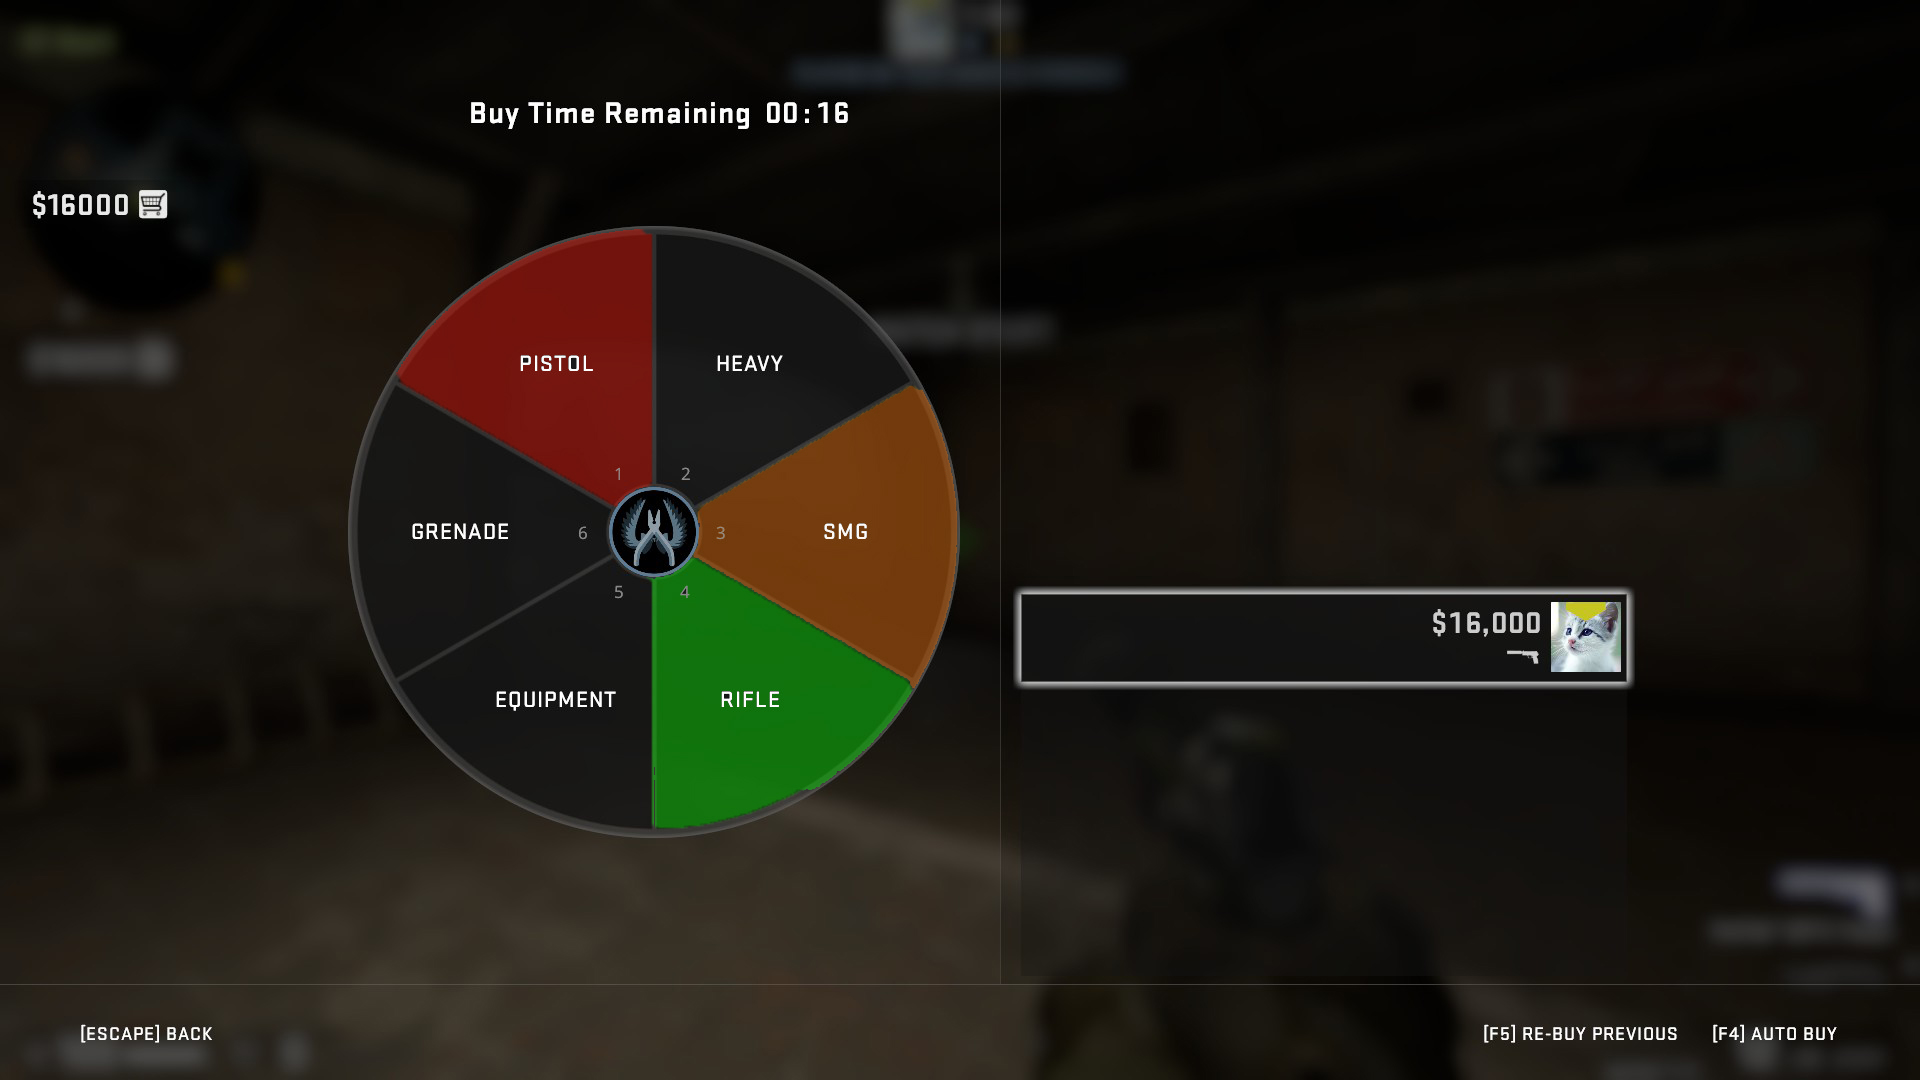 Buy Time Remaining 00:16
$16000
PISTOL
HEAVY
1
2
GRENADE
6
3
SMG
5
4
EQUIPMENT
RIFLE
$16,000
[ESCAPE] BACK
[F5] RE-BUY PREVIOUS
[F4] AUTO BUY